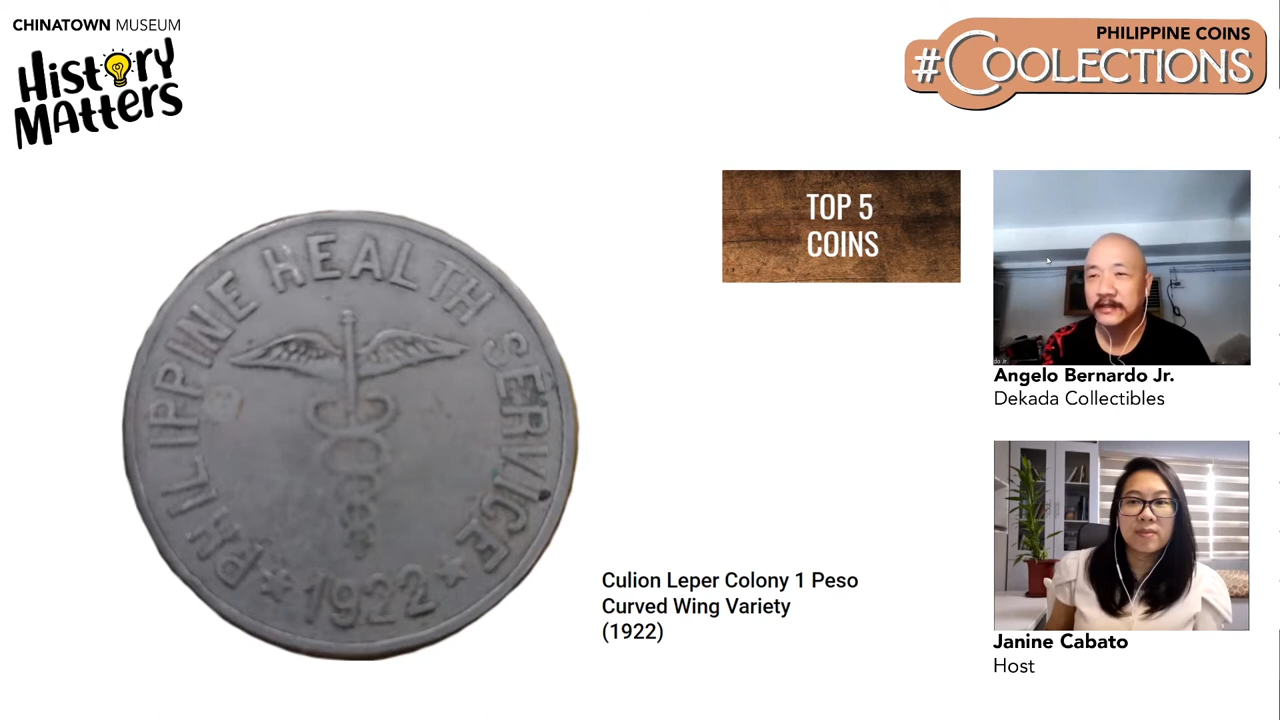 CHINATOWN MUSEUM
HistOry
MAtteRs
PHILIPPINE COINS
#COOLECTIONS
TOP 5
COINS
PHILIPPINE HEALTH SERVICE
1922
Culion Leper Colony 1 Peso
Curved Wing Variety
(1922)
Angelo Bernardo Jr.
Dekada Collectibles
Janine Cabato
Host